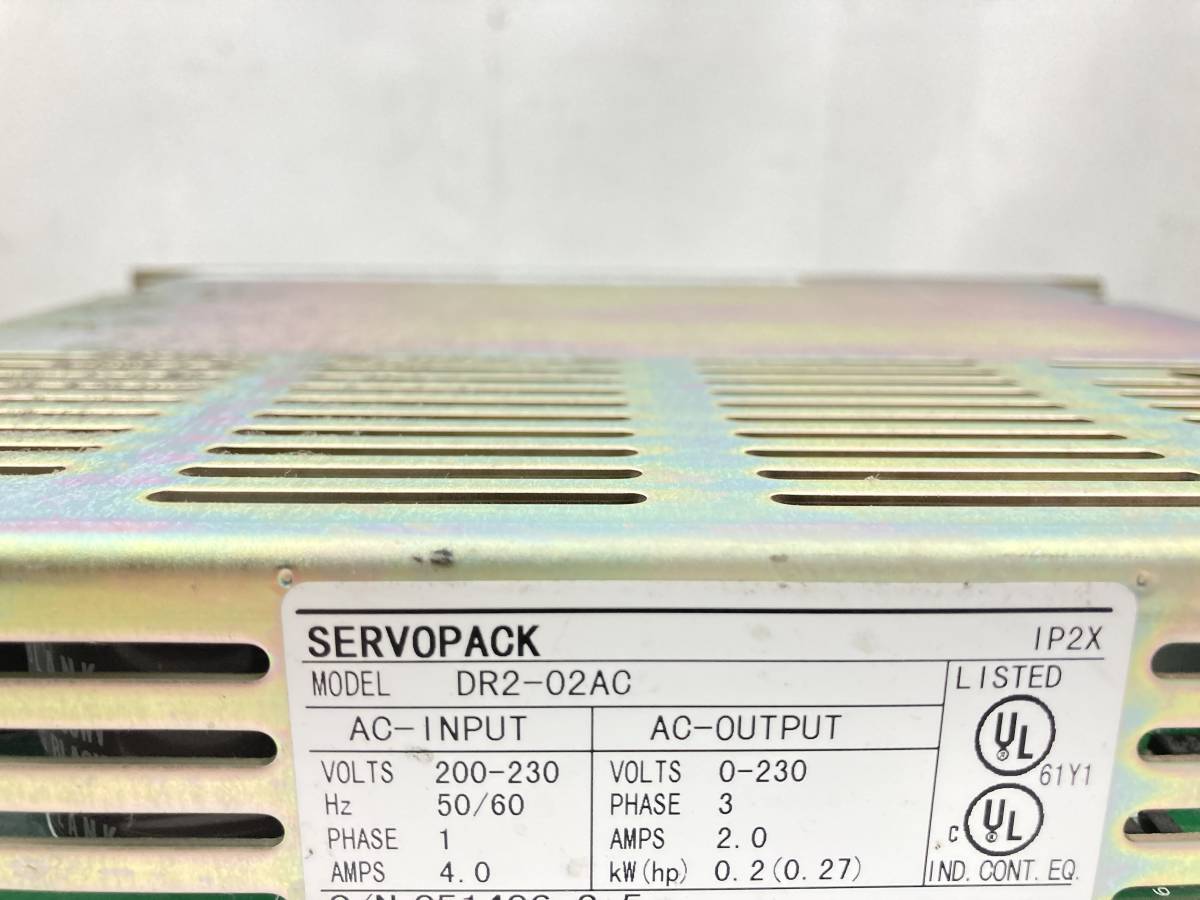 SERVOPACK IP2X
MODEL DR2-02AC
LISTED
AC-INPUT AC-OUTPUT
UL
®
61Y1
VOLTS 200-230 VOLTS 0-230
Hz 50/60 PHASE 3
PHASE 1 AMPS 2.0
C UL
®
AMPS 4.0 kW(hp) 0.2(0.27)
IND. CONT. EQ.